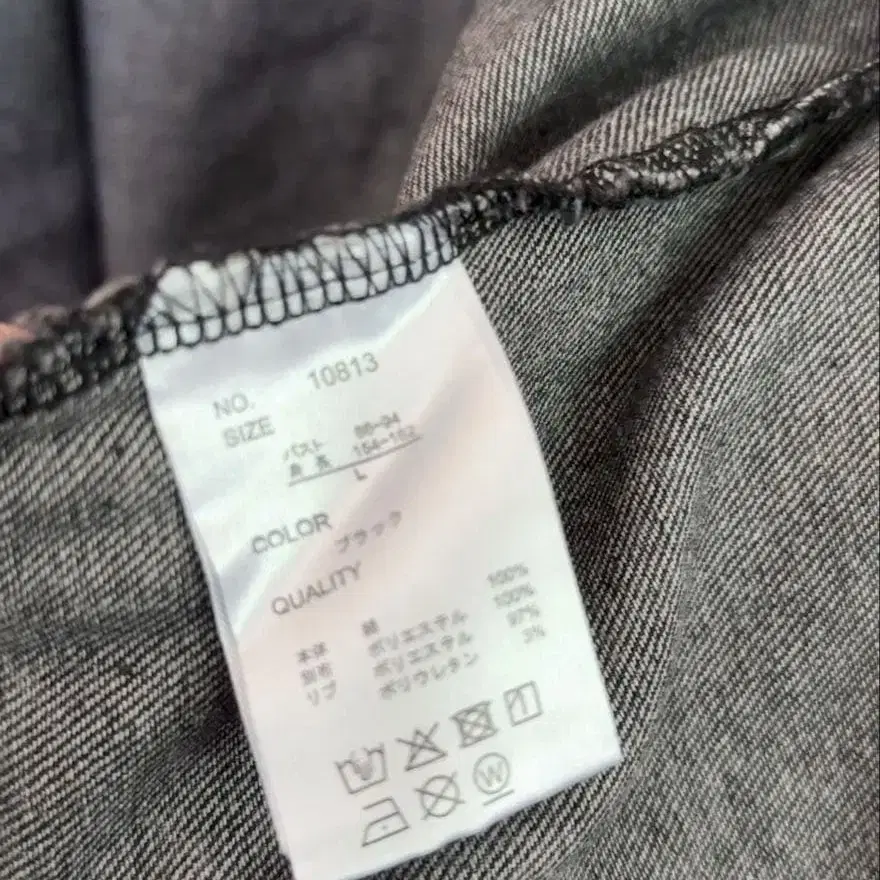 NO. 10813
SIZE
バスト 86-94
身長 154-162
L
COLOR ブラック
QUALITY
本体 綿 100%
別布 ポリエステル 100%
リブ ポリエステル 97%
ポリウレタン 3%
W